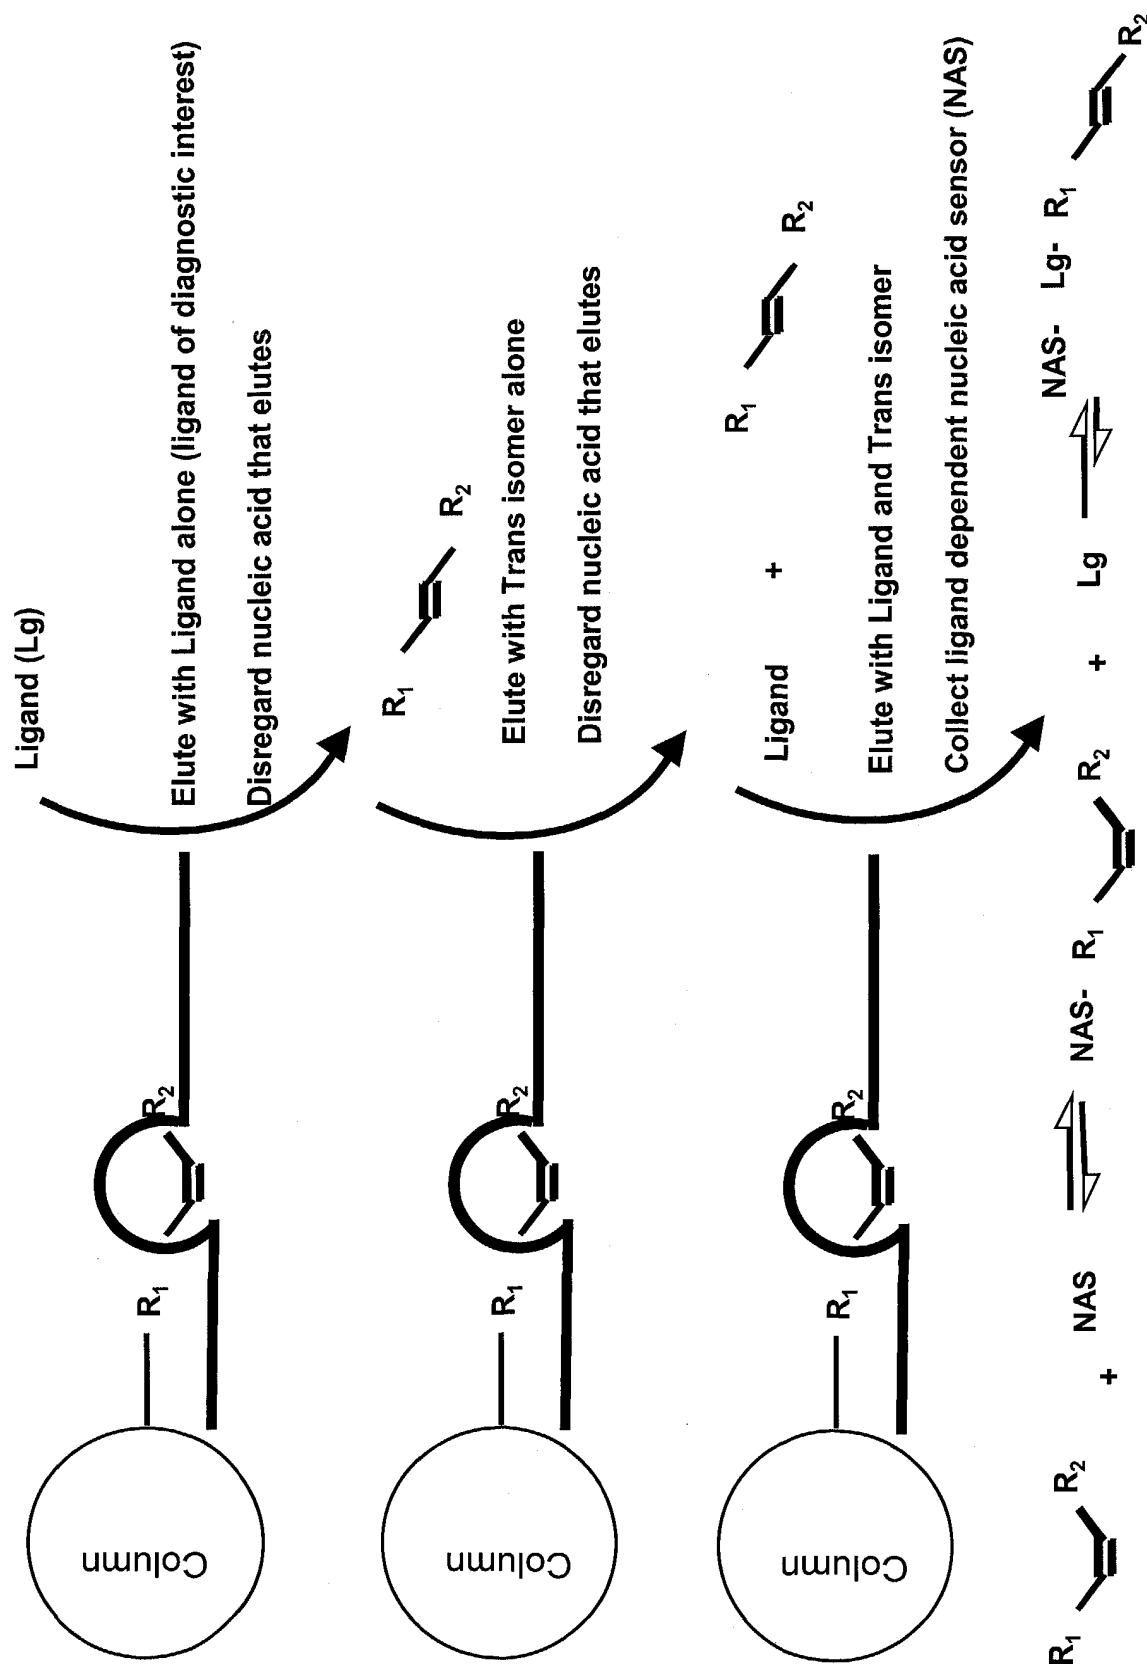 Ligand (Lg)
Column
R1
R2
Elute with Ligand alone (ligand of diagnostic interest)
Disregard nucleic acid that elutes
R1
R2
Column
R1
R2
Elute with Trans isomer alone
Disregard nucleic acid that elutes
Ligand + R1
R2
Column
R1
R2
Elute with Ligand and Trans isomer
Collect ligand dependent nucleic acid sensor (NAS)
R1 R2 + NAS NAS- R1 R2 + Lg NAS- Lg- R1 R2